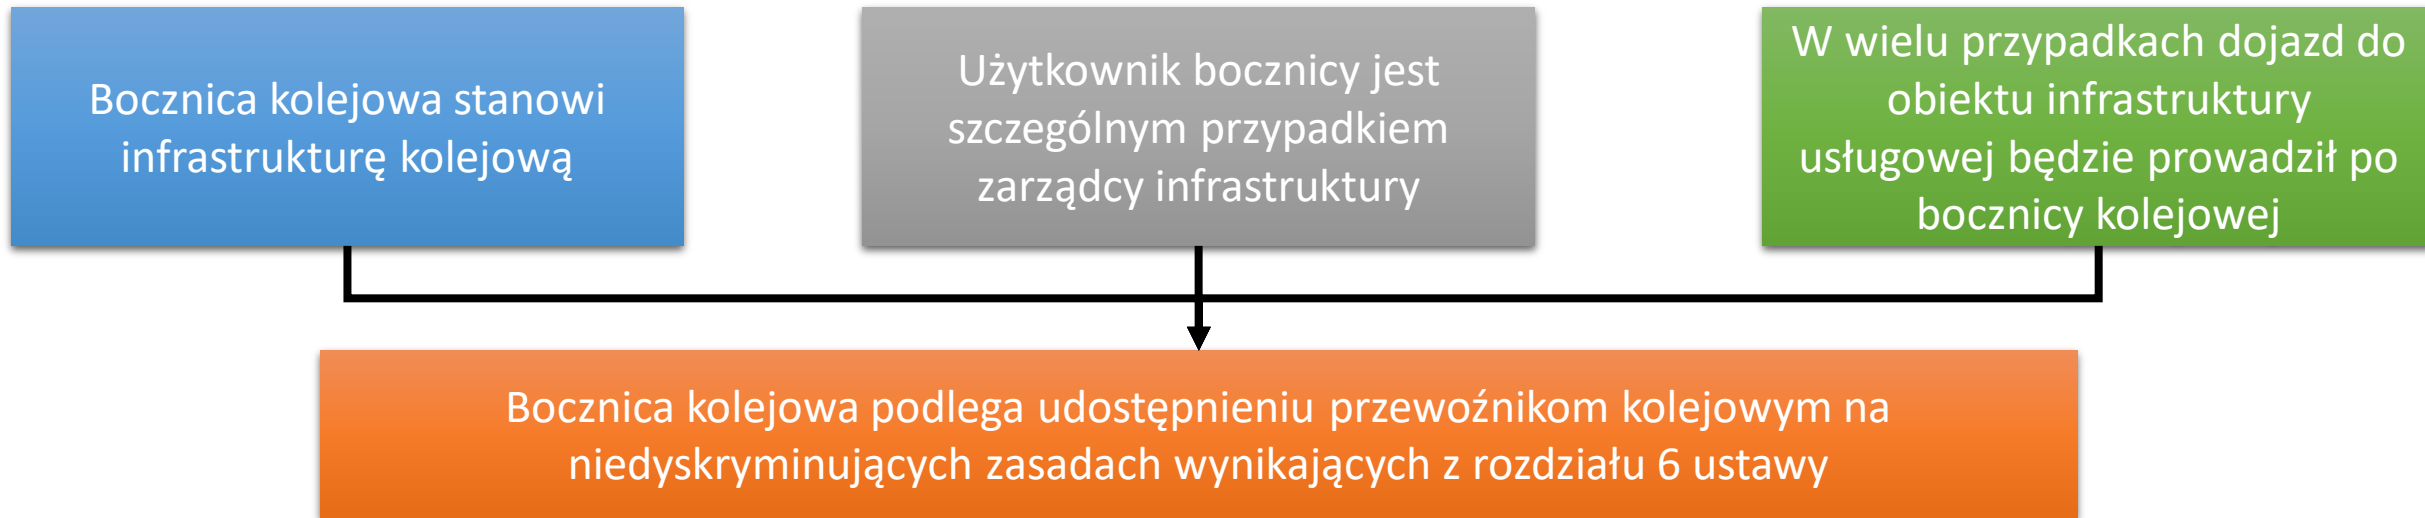 Bocznica kolejowa stanowi
infrastrukturę kolejową
Użytkownik bocznicy jest
szczególnym przypadkiem
zarządcy infrastruktury
W wielu przypadkach dojazd do
obiektu infrastruktury
usługowej będzie prowadził po
bocznicy kolejowej
Bocznica kolejowa podlega udostępnieniu przewoźnikom kolejowym na
niedyskryminujących zasadach wynikających z rozdziału 6 ustawy